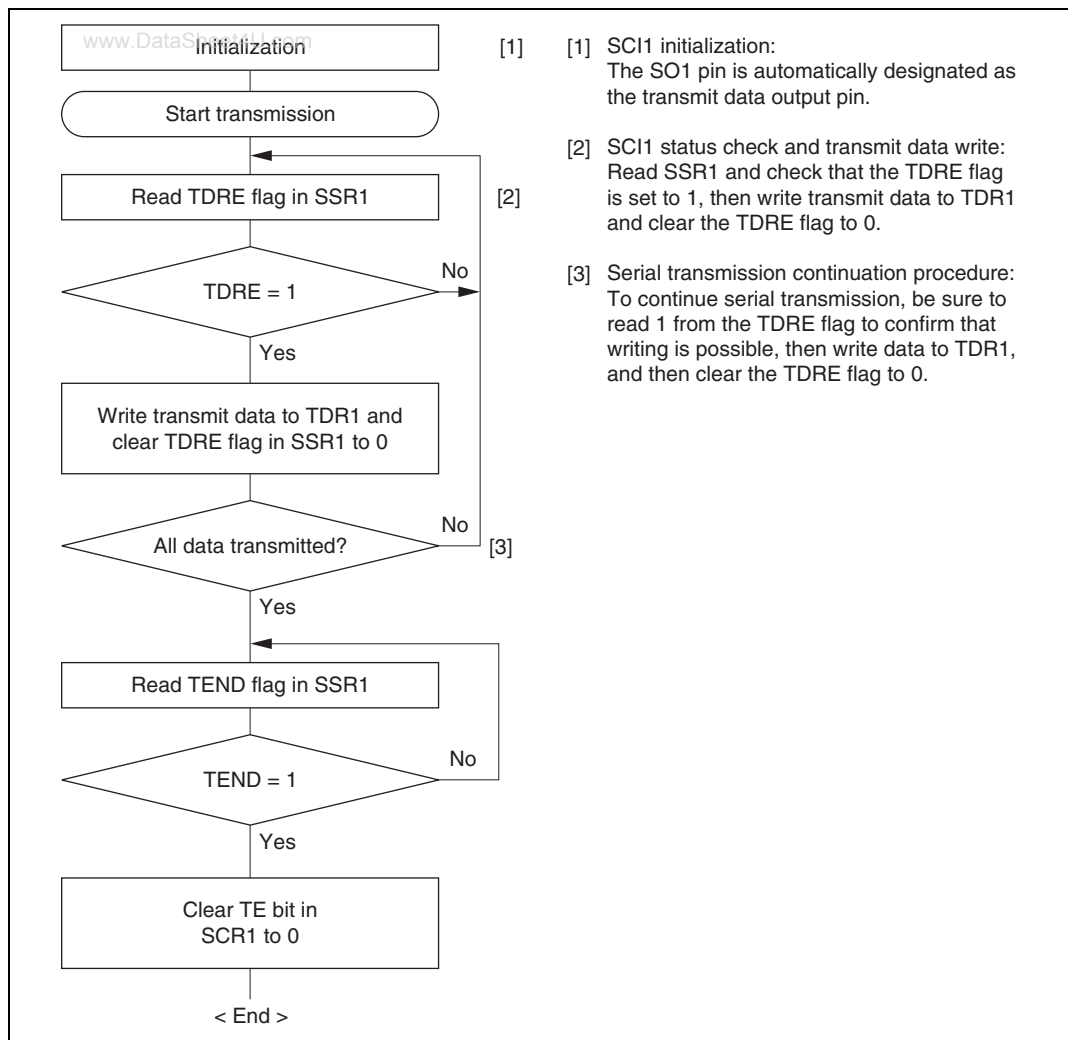 www.DataSheet4U.com
Initialization
[1]
Start transmission
Read TDRE flag in SSR1
[2]
TDRE = 1
No
Yes
Write transmit data to TDR1 and
clear TDRE flag in SSR1 to 0
All data transmitted?
No
[3]
Yes
Read TEND flag in SSR1
TEND = 1
No
Yes
Clear TE bit in
SCR1 to 0
< End >
[1] SCI1 initialization:
The SO1 pin is automatically designated as
the transmit data output pin.
[2] SCI1 status check and transmit data write:
Read SSR1 and check that the TDRE flag
is set to 1, then write transmit data to TDR1
and clear the TDRE flag to 0.
[3] Serial transmission continuation procedure:
To continue serial transmission, be sure to
read 1 from the TDRE flag to confirm that
writing is possible, then write data to TDR1,
and then clear the TDRE flag to 0.